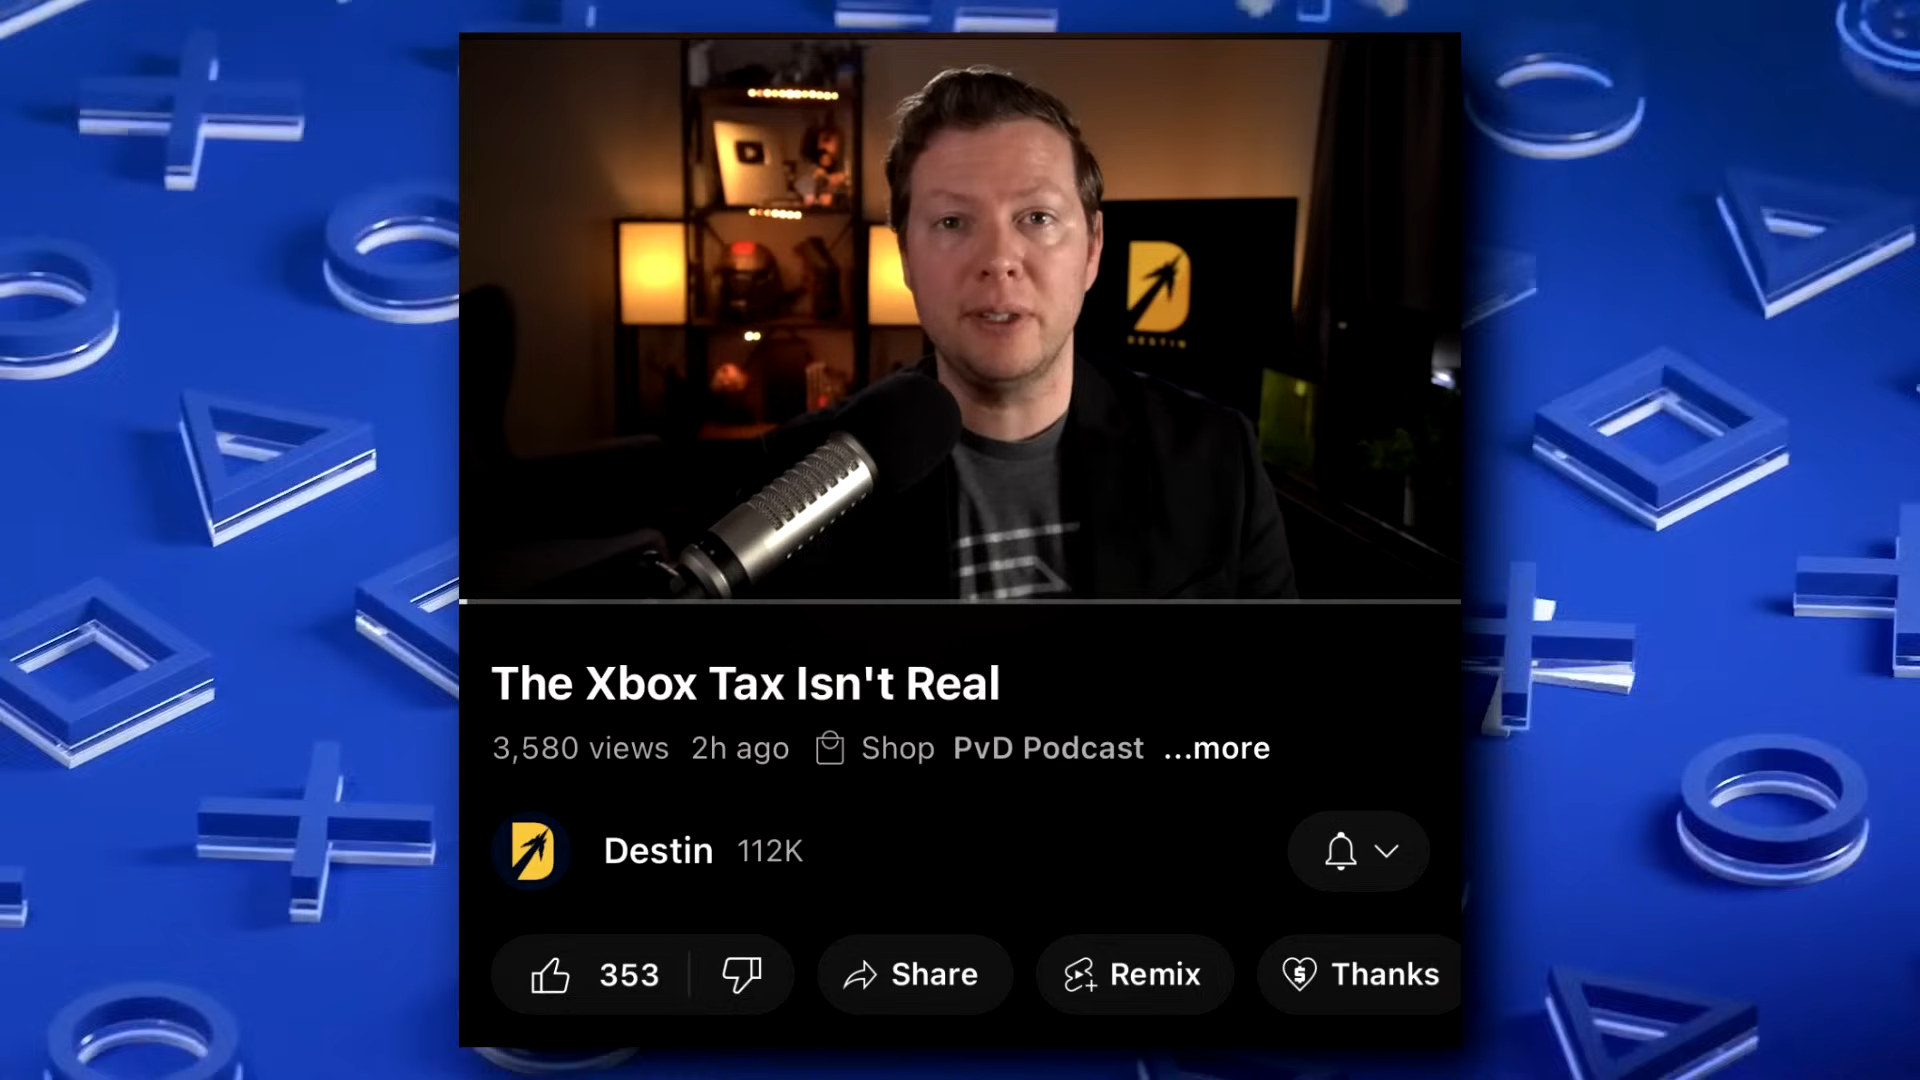 DESTIN
The Xbox Tax Isn't Real
3,580 views 2h ago Shop PvD Podcast ...more
Destin 112K
353 Share Remix Thanks